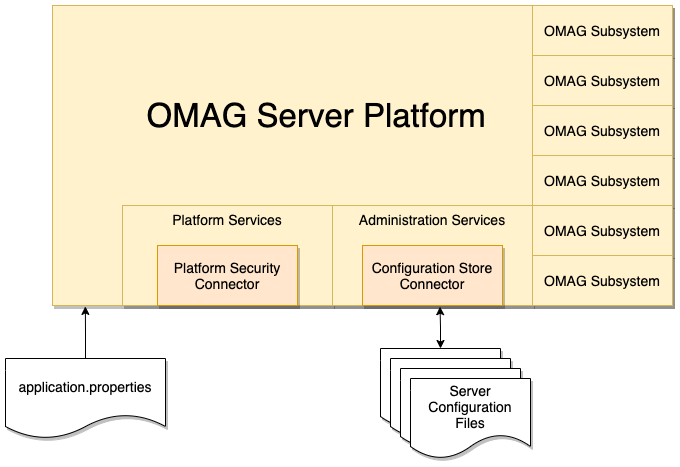 OMAG Subsystem
OMAG Subsystem
OMAG Server Platform
OMAG Subsystem
OMAG Subsystem
Platform Services
Administration Services
OMAG Subsystem
Platform Security
Connector
Configuration Store
Connector
OMAG Subsystem
application.properties
Server
Configuration
Files